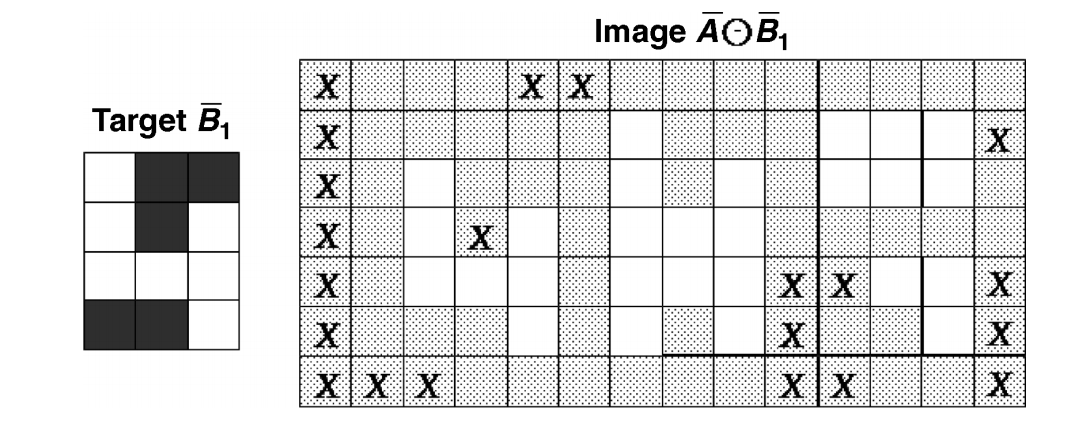 Image A̅⊖B̅₁
Target B̅₁
X X X
X X
X
X X
X X X X
X X X
X X X X X X